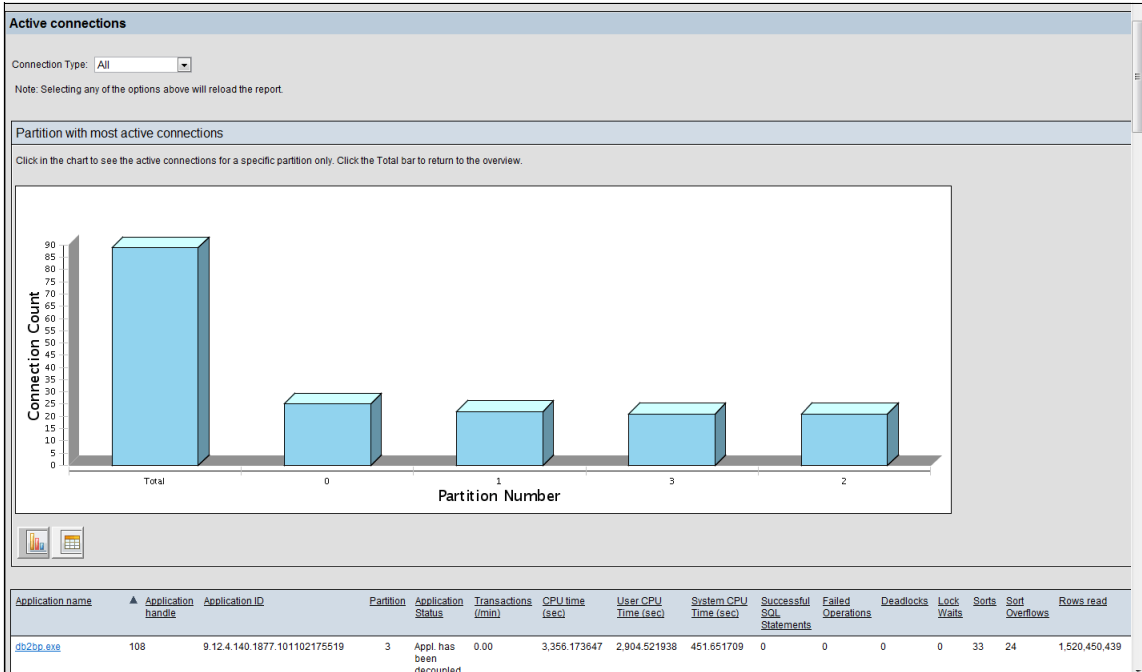 Active connections
Connection Type: All
Note: Selecting any of the options above will reload the report.
Partition with most active connections
Click in the chart to see the active connections for a specific partition only. Click the Total bar to return to the overview.
90
85
80
75
70
65
60
55
50
45
40
35
30
25
20
15
10
5
0
Connection Count
Total 0 1 3 2
Partition Number
Application name Application handle Application ID Partition Application Status Transactions (/min) CPU time (sec) User CPU Time (sec) System CPU Time (sec) Successful SQL Statements Failed Operations Deadlocks Lock Waits Sorts Sort Overflows Rows read
db2bp.exe 108 9.12.4.140.1877.101102175519 3 Appl. has been decoupled 0.00 3,356.173647 2,904.521938 451.651709 0 0 0 0 33 24 1,520,450,439